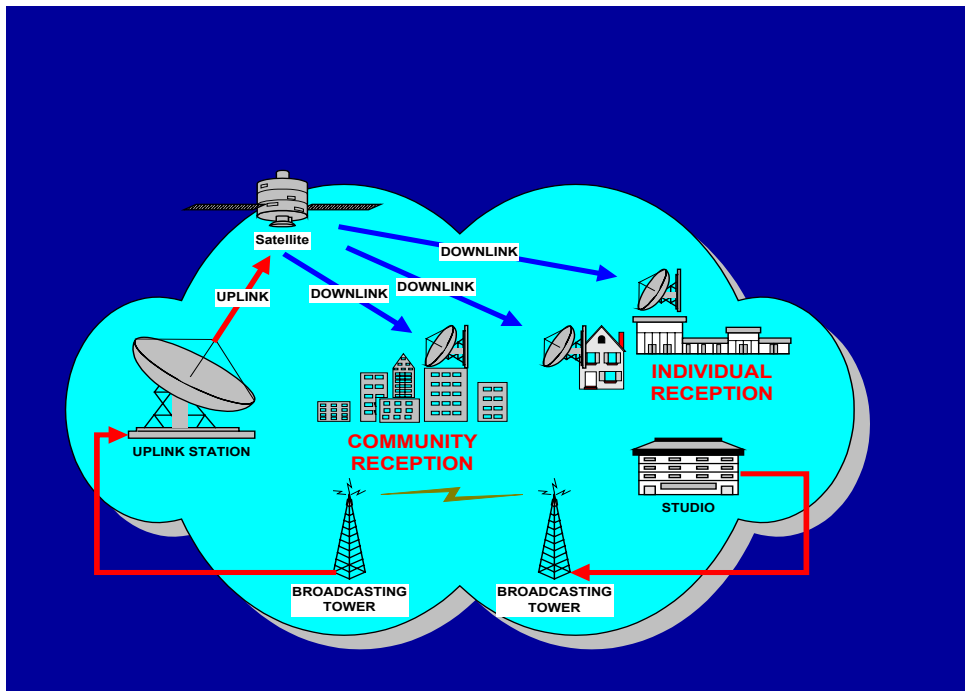 Satellite
DOWNLINK
UPLINK
DOWNLINK
DOWNLINK
INDIVIDUAL
RECEPTION
COMMUNITY
RECEPTION
UPLINK STATION
STUDIO
BROADCASTING
TOWER
BROADCASTING
TOWER